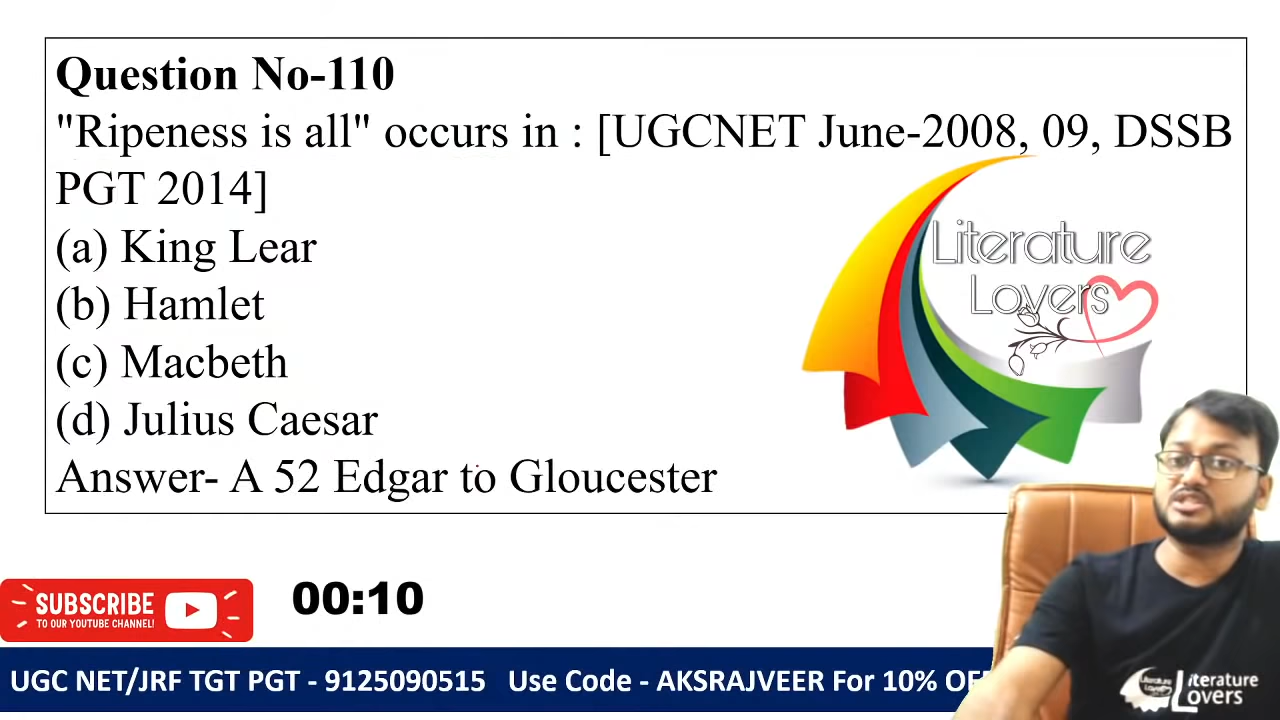 Question No-110
"Ripeness is all" occurs in : [UGCNET June-2008, 09, DSSB
PGT 2014]
(a) King Lear
(b) Hamlet
(c) Macbeth
(d) Julius Caesar
Answer- A 52 Edgar to Gloucester
Literature
Lovers
SUBSCRIBE
TO OUR YOUTUBE CHANNEL!
00:10
UGC NET/JRF TGT PGT - 9125090515 Use Code - AKSRAJVEER For 10%
Literature
Lovers